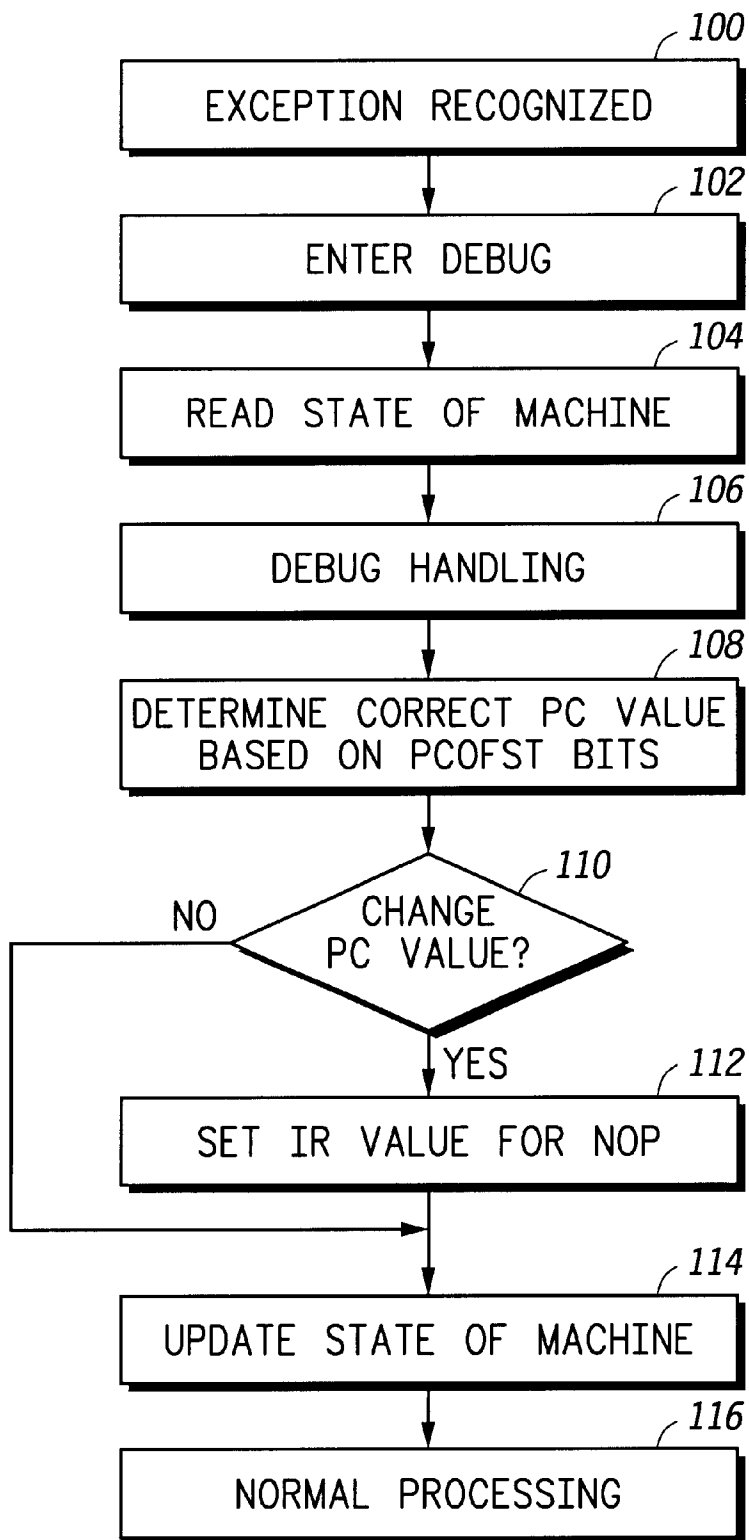 100
EXCEPTION RECOGNIZED
102
ENTER DEBUG
104
READ STATE OF MACHINE
106
DEBUG HANDLING
108
DETERMINE CORRECT PC VALUE
BASED ON PCOFST BITS
110
NO
CHANGE
PC VALUE?
YES
112
SET IR VALUE FOR NOP
114
UPDATE STATE OF MACHINE
116
NORMAL PROCESSING